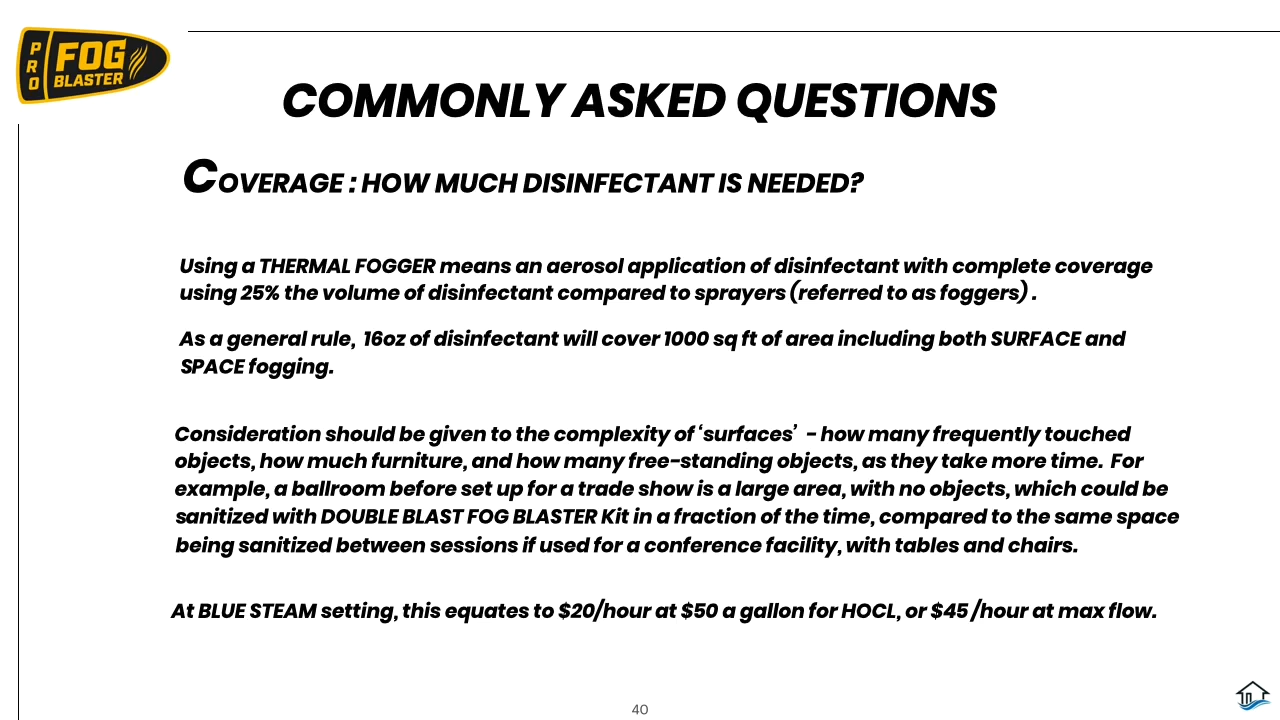 PRO
FOG
BLASTER
COMMONLY ASKED QUESTIONS
COVERAGE : HOW MUCH DISINFECTANT IS NEEDED?
Using a THERMAL FOGGER means an aerosol application of disinfectant with complete coverage
using 25% the volume of disinfectant compared to sprayers (referred to as foggers) .
As a general rule, 16oz of disinfectant will cover 1000 sq ft of area including both SURFACE and
SPACE fogging.
Consideration should be given to the complexity of ‘surfaces’ - how many frequently touched
objects, how much furniture, and how many free-standing objects, as they take more time. For
example, a ballroom before set up for a trade show is a large area, with no objects, which could be
sanitized with DOUBLE BLAST FOG BLASTER Kit in a fraction of the time, compared to the same space
being sanitized between sessions if used for a conference facility, with tables and chairs.
At BLUE STEAM setting, this equates to $20/hour at $50 a gallon for HOCL, or $45 /hour at max flow.
40